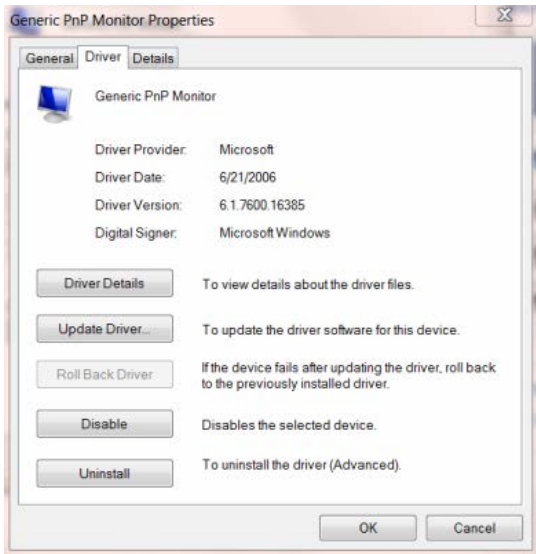 Generic PnP Monitor Properties
General Driver Details
Generic PnP Monitor
Driver Provider: Microsoft
Driver Date: 6/21/2006
Driver Version: 6.1.7600.16385
Digital Signer: Microsoft Windows
Driver Details To view details about the driver files.
Update Driver... To update the driver software for this device.
Roll Back Driver If the device fails after updating the driver, roll back
to the previously installed driver.
Disable Disables the selected device.
Uninstall To uninstall the driver (Advanced).
OK Cancel